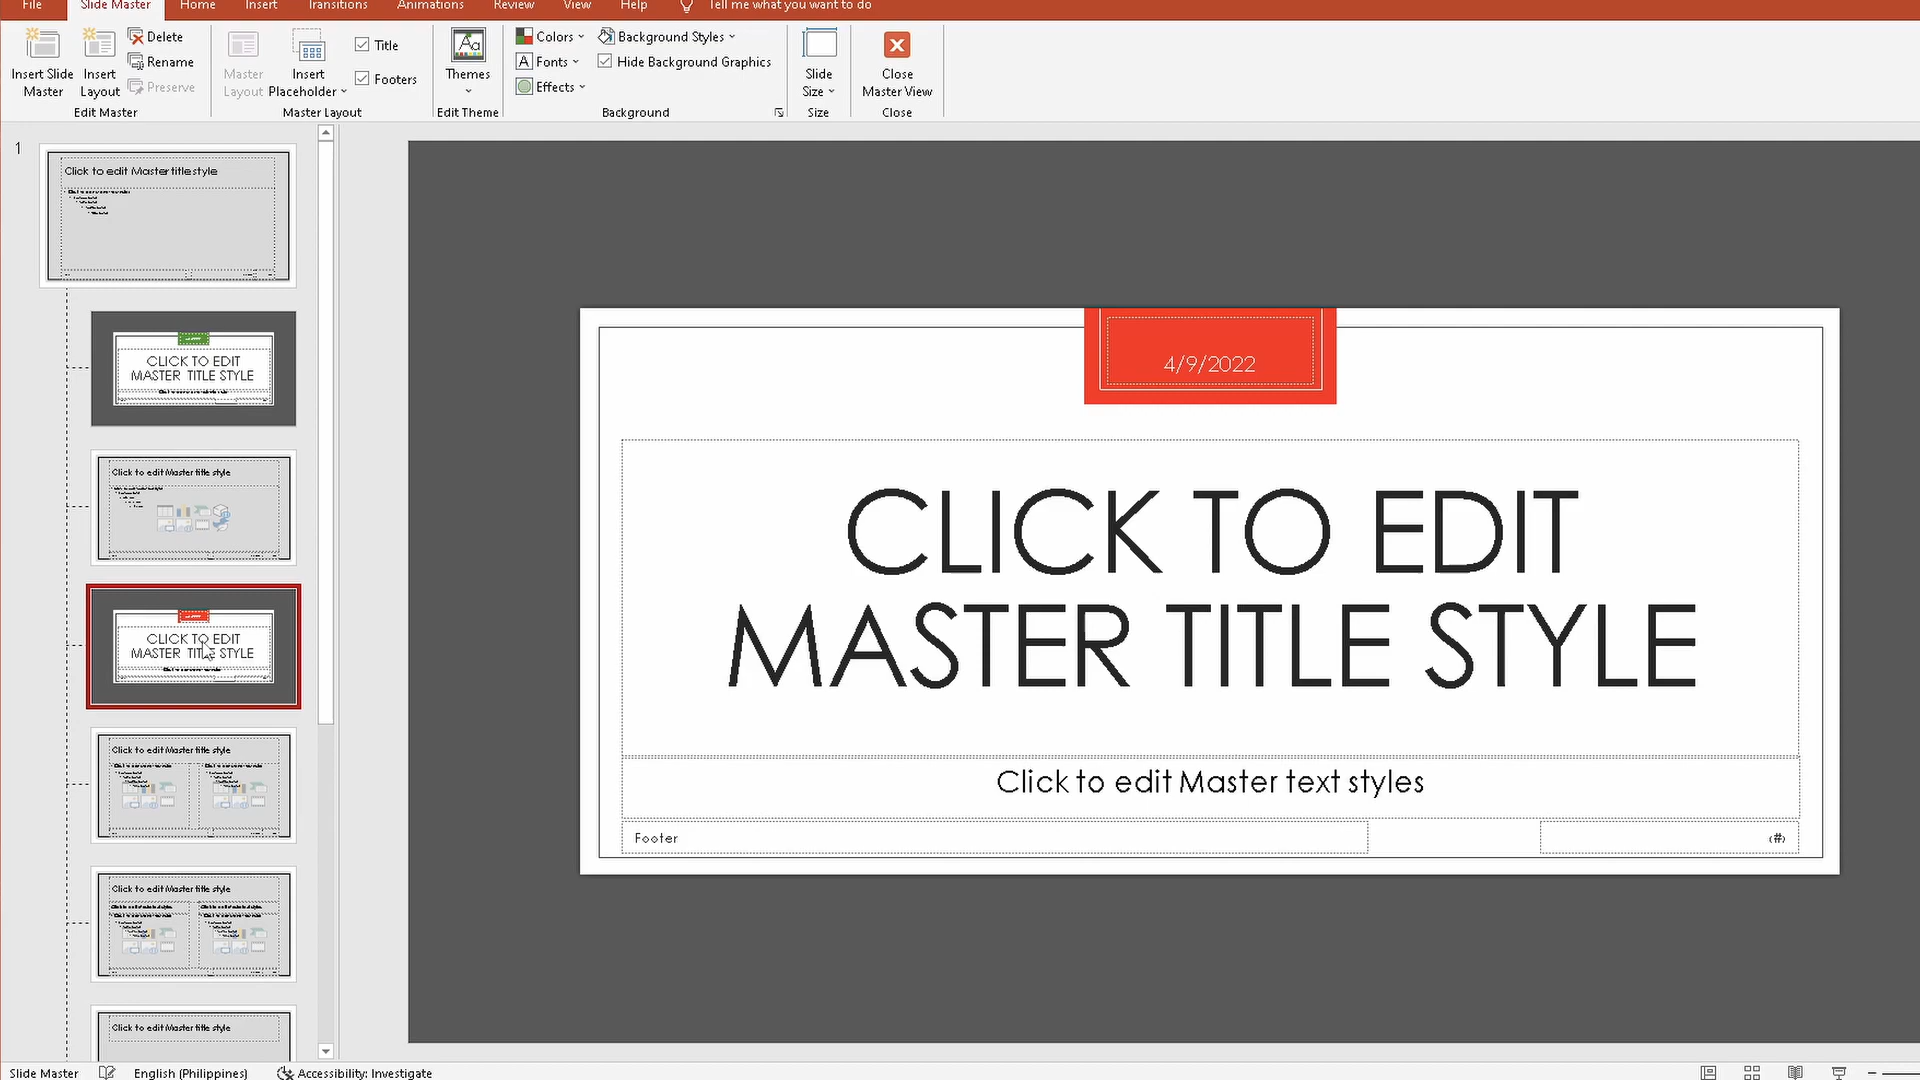 File Slide Master Home Insert Transitions Animations Review View Help Tell me what you want to do
Insert Slide Master
Insert Layout
Delete
Rename
Preserve
Edit Master
Master Layout
Insert Placeholder
Title
Footers
Master Layout
Themes
Edit Theme
Colors
Fonts
Effects
Background Styles
Hide Background Graphics
Background
Slide Size
Size
Close Master View
Close
1
Click to edit Master title style
CLICK TO EDIT
MASTER TITLE STYLE
Click to edit Master title style
CLICK TO EDIT
MASTER TITLE STYLE
Click to edit Master title style
Click to edit Master title style
Click to edit Master title style
4/9/2022
CLICK TO EDIT
MASTER TITLE STYLE
Click to edit Master text styles
Footer
‹#›
Slide Master English (Philippines) Accessibility: Investigate